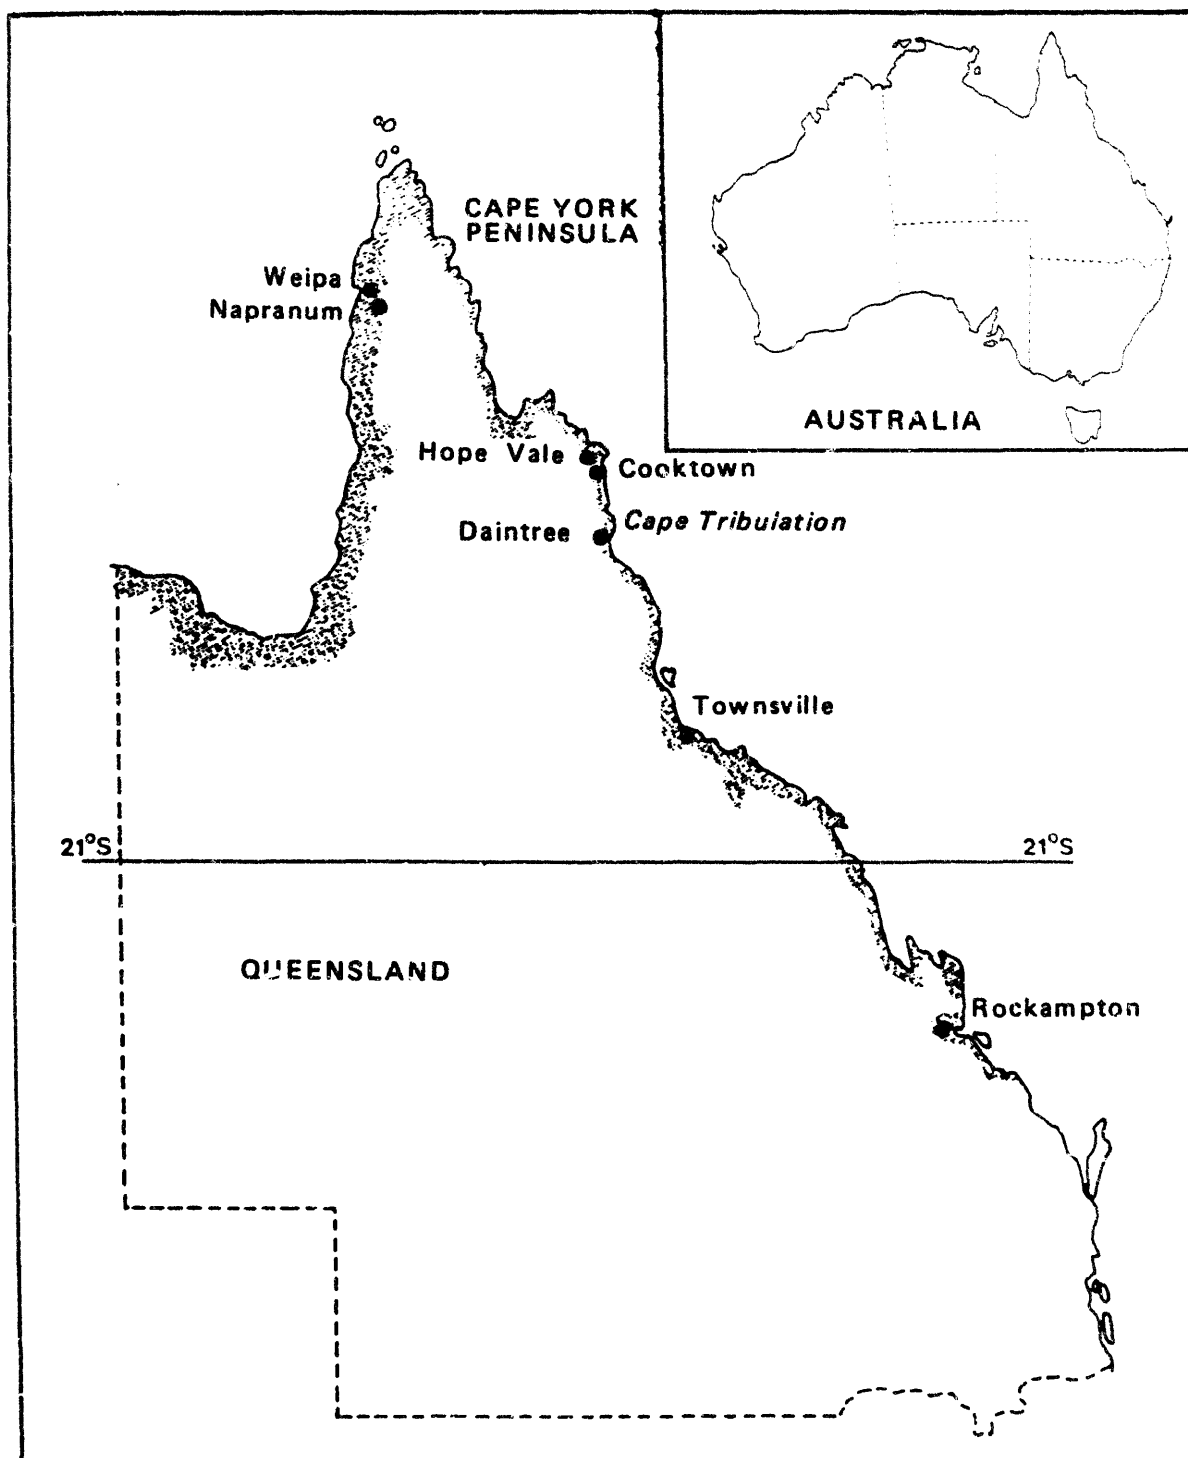 CAPE YORK
PENINSULA
Weipa
Napranum
AUSTRALIA
Hope Vale
Cooktown
Cape Tribulation
Daintree
Townsville
21°S
21°S
QUEENSLAND
Rockampton